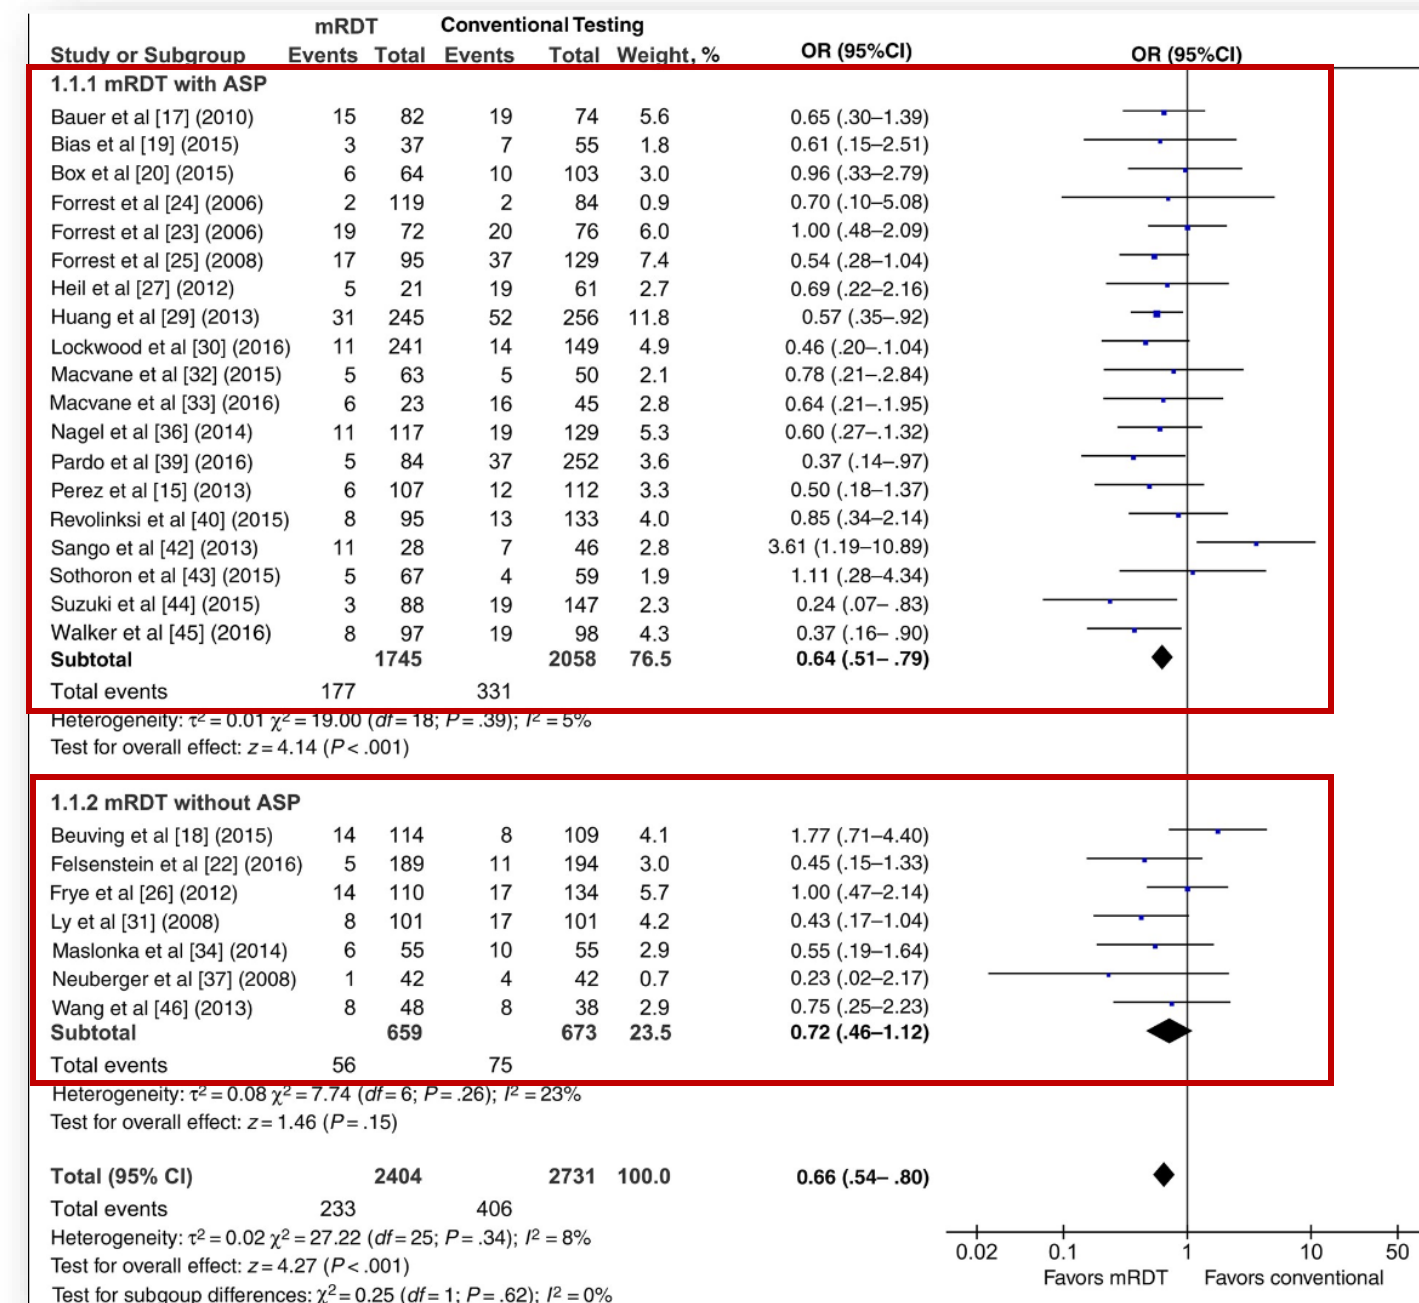 mRDT Conventional Testing
Study or Subgroup Events Total Events Total Weight, % OR (95%CI) OR (95%CI)
1.1.1 mRDT with ASP
Bauer et al [17] (2010) 15 82 19 74 5.6 0.65 (.30–1.39)
Bias et al [19] (2015) 3 37 7 55 1.8 0.61 (.15–2.51)
Box et al [20] (2015) 6 64 10 103 3.0 0.96 (.33–2.79)
Forrest et al [24] (2006) 2 119 2 84 0.9 0.70 (.10–5.08)
Forrest et al [23] (2006) 19 72 20 76 6.0 1.00 (.48–2.09)
Forrest et al [25] (2008) 17 95 37 129 7.4 0.54 (.28–1.04)
Heil et al [27] (2012) 5 21 19 61 2.7 0.69 (.22–2.16)
Huang et al [29] (2013) 31 245 52 256 11.8 0.57 (.35–.92)
Lockwood et al [30] (2016) 11 241 14 149 4.9 0.46 (.20–.1.04)
Macvane et al [32] (2015) 5 63 5 50 2.1 0.78 (.21–.2.84)
Macvane et al [33] (2016) 6 23 16 45 2.8 0.64 (.21–.1.95)
Nagel et al [36] (2014) 11 117 19 129 5.3 0.60 (.27–.1.32)
Pardo et al [39] (2016) 5 84 37 252 3.6 0.37 (.14–.97)
Perez et al [15] (2013) 6 107 12 112 3.3 0.50 (.18–1.37)
Revolinksi et al [40] (2015) 8 95 13 133 4.0 0.85 (.34–2.14)
Sango et al [42] (2013) 11 28 7 46 2.8 3.61 (1.19–10.89)
Sothoron et al [43] (2015) 5 67 4 59 1.9 1.11 (.28–4.34)
Suzuki et al [44] (2015) 3 88 19 147 2.3 0.24 (.07– .83)
Walker et al [45] (2016) 8 97 19 98 4.3 0.37 (.16– .90)
Subtotal 1745 2058 76.5 0.64 (.51– .79)
Total events 177 331
Heterogeneity: τ² = 0.01 χ² = 19.00 (df = 18; P = .39); I² = 5%
Test for overall effect: z = 4.14 (P < .001)
1.1.2 mRDT without ASP
Beuving et al [18] (2015) 14 114 8 109 4.1 1.77 (.71–4.40)
Felsenstein et al [22] (2016) 5 189 11 194 3.0 0.45 (.15–1.33)
Frye et al [26] (2012) 14 110 17 134 5.7 1.00 (.47–2.14)
Ly et al [31] (2008) 8 101 17 101 4.2 0.43 (.17–1.04)
Maslonka et al [34] (2014) 6 55 10 55 2.9 0.55 (.19–1.64)
Neuberger et al [37] (2008) 1 42 4 42 0.7 0.23 (.02–2.17)
Wang et al [46] (2013) 8 48 8 38 2.9 0.75 (.25–2.23)
Subtotal 659 673 23.5 0.72 (.46–1.12)
Total events 56 75
Heterogeneity: τ² = 0.08 χ² = 7.74 (df = 6; P = .26); I² = 23%
Test for overall effect: z = 1.46 (P = .15)
Total (95% CI) 2404 2731 100.0 0.66 (.54– .80)
Total events 233 406
Heterogeneity: τ² = 0.02 χ² = 27.22 (df = 25; P = .34); I² = 8%
Test for overall effect: z = 4.27 (P < .001)
Test for subgoup differences: χ² = 0.25 (df = 1; P = .62); I² = 0%
0.02 0.1 1 10 50
Favors mRDT Favors conventional